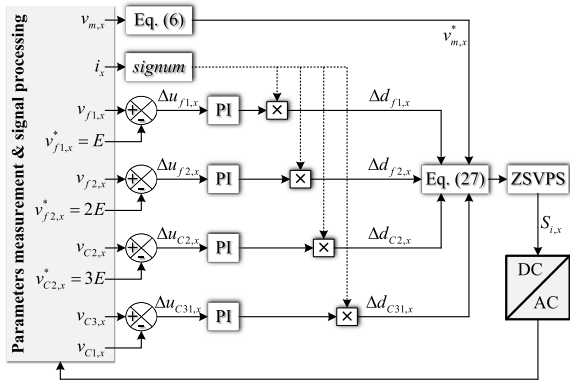 Parameters measurement & signal processing
v_{m,x} Eq. (6)
v^*_{m,x}
i_x signum
v_{f1,x} + - Δu_{f1,x} PI × Δd_{f1,x}
v^*_{f1,x} = E
v_{f2,x} + - Δu_{f2,x} PI × Δd_{f2,x} Eq. (27) ZSVPS
v^*_{f2,x} = 2E
S_{i,x}
v_{C2,x} + - Δu_{C2,x} PI × Δd_{C2,x}
v^*_{C2,x} = 3E
DC
AC
v_{C3,x} + - Δu_{C31,x} PI × Δd_{C31,x}
v_{C1,x}